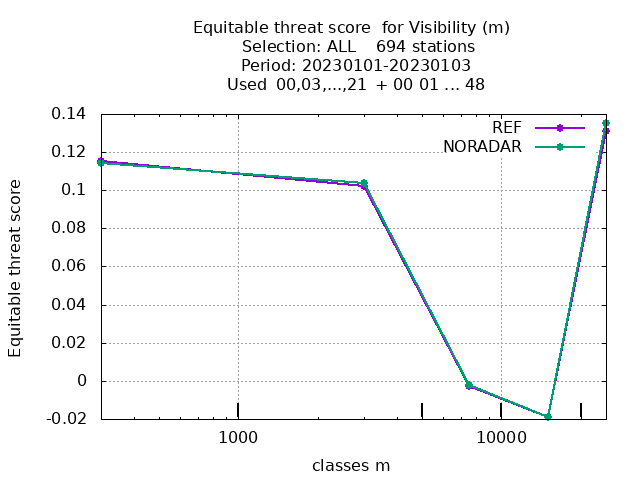 Equitable threat score  for Visibility (m)
Selection: ALL    694 stations
Period: 20230101-20230103
Used  00,03,...,21  + 00 01 ... 48
REF
NORADAR
0.14
0.12
0.1
0.08
0.06
0.04
0.02
0
-0.02
Equitable threat score
1000
10000
classes m